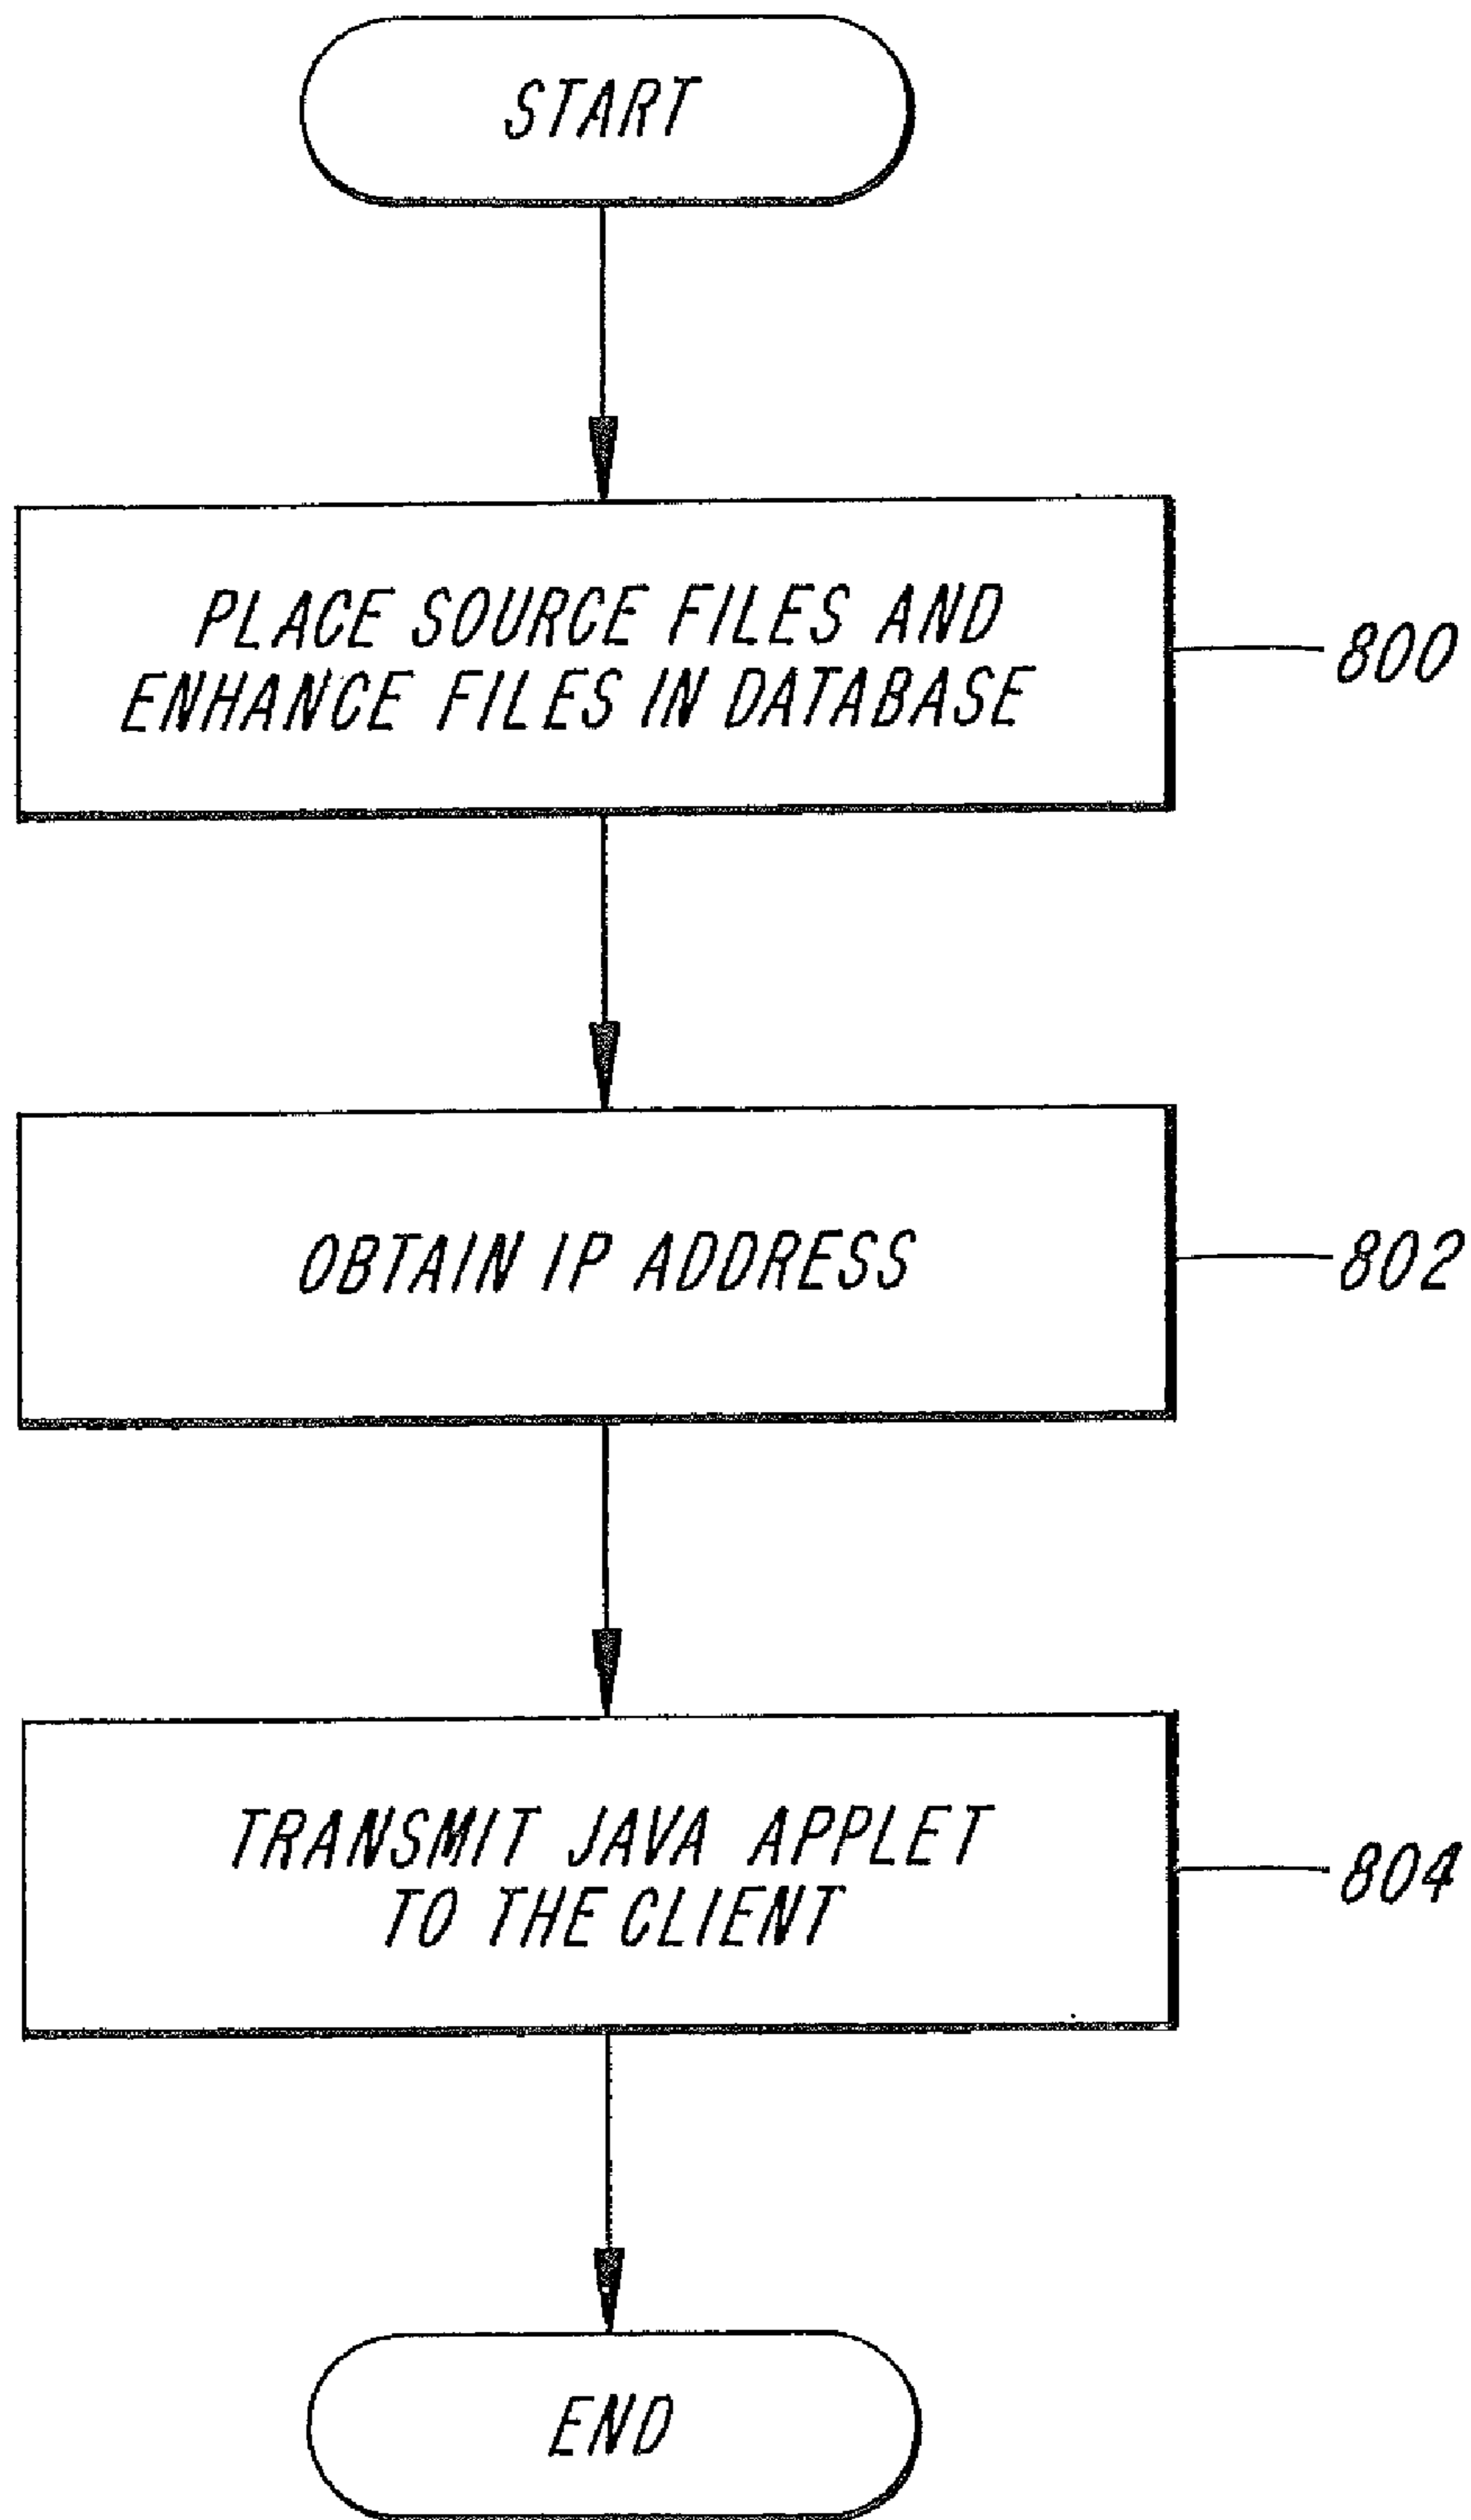 START
PLACE SOURCE FILES AND
ENHANCE FILES IN DATABASE
800
OBTAIN IP ADDRESS
802
TRANSMIT JAVA APPLET
TO THE CLIENT
804
END